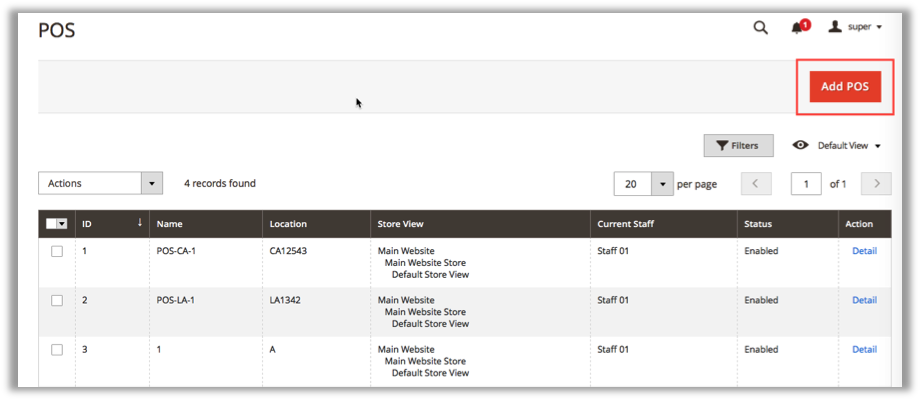 POS
1
super
Add POS
Filters
Default View
Actions
4 records found
20
per page
1
of 1
ID
Name
Location
Store View
Current Staff
Status
Action
1
POS-CA-1
CA12543
Main Website
Main Website Store
Default Store View
Staff 01
Enabled
Detail
2
POS-LA-1
LA1342
Main Website
Main Website Store
Default Store View
Staff 01
Enabled
Detail
3
1
A
Main Website
Main Website Store
Default Store View
Staff 01
Enabled
Detail